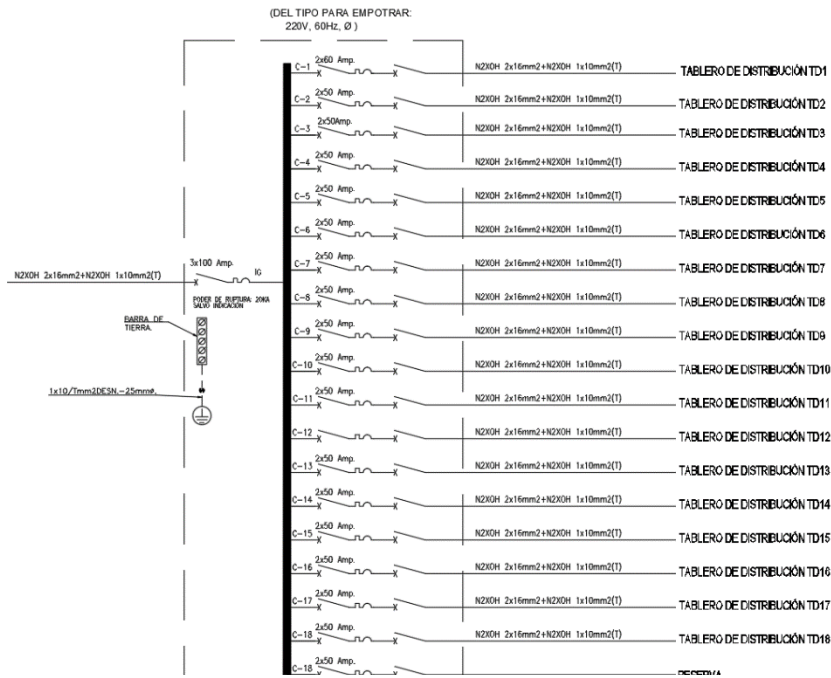 (DEL TIPO PARA EMPOTRAR:
220V, 60Hz, Ø )
C-1 2x60 Amp. N2XOH 2x16mm2+N2XOH 1x10mm2(T) TABLERO DE DISTRIBUCIÓN TD1
C-2 2x50 Amp. N2XOH 2x16mm2+N2XOH 1x10mm2(T) TABLERO DE DISTRIBUCIÓN TD2
C-3 2x50Amp. N2XOH 2x16mm2+N2XOH 1x10mm2(T) TABLERO DE DISTRIBUCIÓN TD3
C-4 2x50 Amp. N2XOH 2x16mm2+N2XOH 1x10mm2(T) TABLERO DE DISTRIBUCIÓN TD4
C-5 2x50 Amp. N2XOH 2x16mm2+N2XOH 1x10mm2(T) TABLERO DE DISTRIBUCIÓN TD5
C-6 2x50 Amp. N2XOH 2x16mm2+N2XOH 1x10mm2(T) TABLERO DE DISTRIBUCIÓN TD6
C-7 2x50 Amp. N2XOH 2x16mm2+N2XOH 1x10mm2(T) TABLERO DE DISTRIBUCIÓN TD7
N2XOH 2x16mm2+N2XOH 1x10mm2(T) 3x100 Amp. IG
C-8 2x50 Amp. N2XOH 2x16mm2+N2XOH 1x10mm2(T) TABLERO DE DISTRIBUCIÓN TD8
PODER DE RUPTURA: 20KA
SALVO INDICACION
BARRA DE
TIERRA.
C-9 2x50 Amp. N2XOH 2x16mm2+N2XOH 1x10mm2(T) TABLERO DE DISTRIBUCIÓN TD9
C-10 2x50 Amp. N2XOH 2x16mm2+N2XOH 1x10mm2(T) TABLERO DE DISTRIBUCIÓN TD10
1x10/Tmm2DESN.-25mmø.
C-11 2x50 Amp. N2XOH 2x16mm2+N2XOH 1x10mm2(T) TABLERO DE DISTRIBUCIÓN TD11
C-12 N2XOH 2x16mm2+N2XOH 1x10mm2(T) TABLERO DE DISTRIBUCIÓN TD12
C-13 2x50 Amp. N2XOH 2x16mm2+N2XOH 1x10mm2(T) TABLERO DE DISTRIBUCIÓN TD13
C-14 2x50 Amp. N2XOH 2x16mm2+N2XOH 1x10mm2(T) TABLERO DE DISTRIBUCIÓN TD14
C-15 2x50 Amp. N2XOH 2x16mm2+N2XOH 1x10mm2(T) TABLERO DE DISTRIBUCIÓN TD15
C-16 2x50 Amp. N2XOH 2x16mm2+N2XOH 1x10mm2(T) TABLERO DE DISTRIBUCIÓN TD16
C-17 2x50 Amp. N2XOH 2x16mm2+N2XOH 1x10mm2(T) TABLERO DE DISTRIBUCIÓN TD17
C-18 2x50 Amp. N2XOH 2x16mm2+N2XOH 1x10mm2(T) TABLERO DE DISTRIBUCIÓN TD18
C-18 2x50 Amp. RESERVA